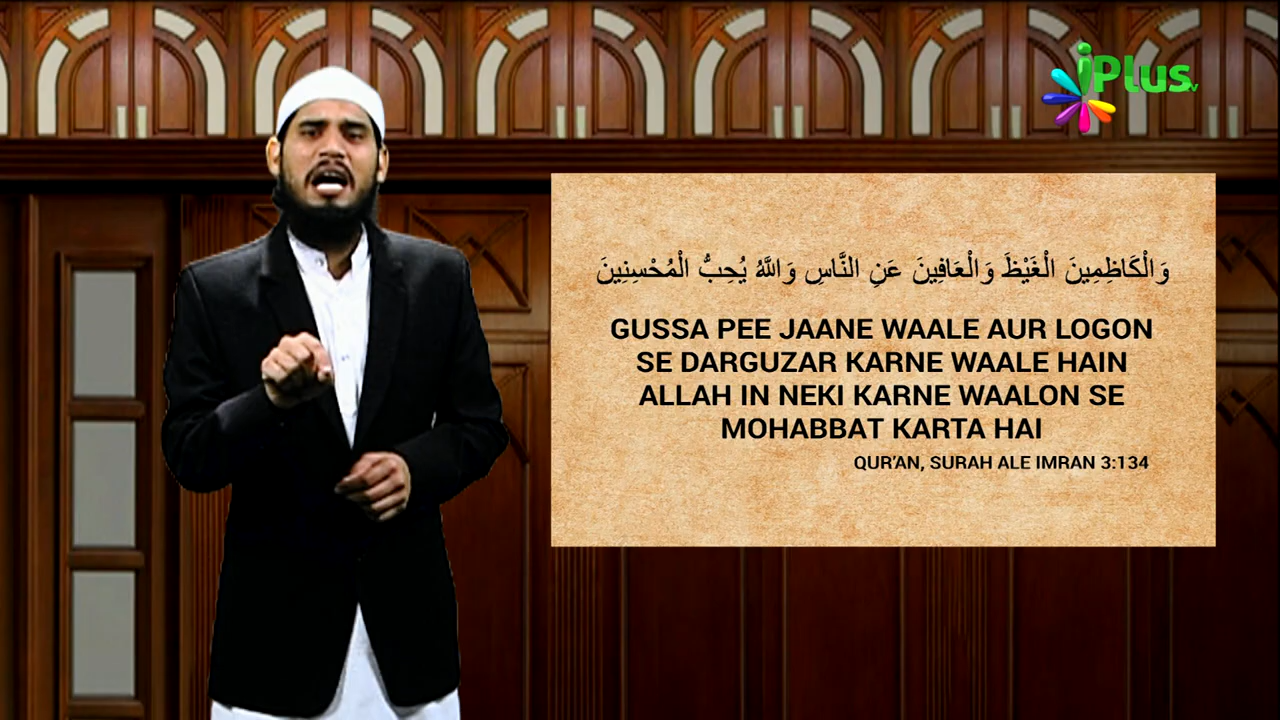 iPlus TV
وَالْكَاظِمِينَ الْغَيْظَ وَالْعَافِينَ عَنِ النَّاسِ وَاللَّهُ يُحِبُّ الْمُحْسِنِينَ
GUSSA PEE JAANE WAALE AUR LOGON
SE DARGUZAR KARNE WAALE HAIN
ALLAH IN NEKI KARNE WAALON SE
MOHABBAT KARTA HAI
QUR'AN, SURAH ALE IMRAN 3:134